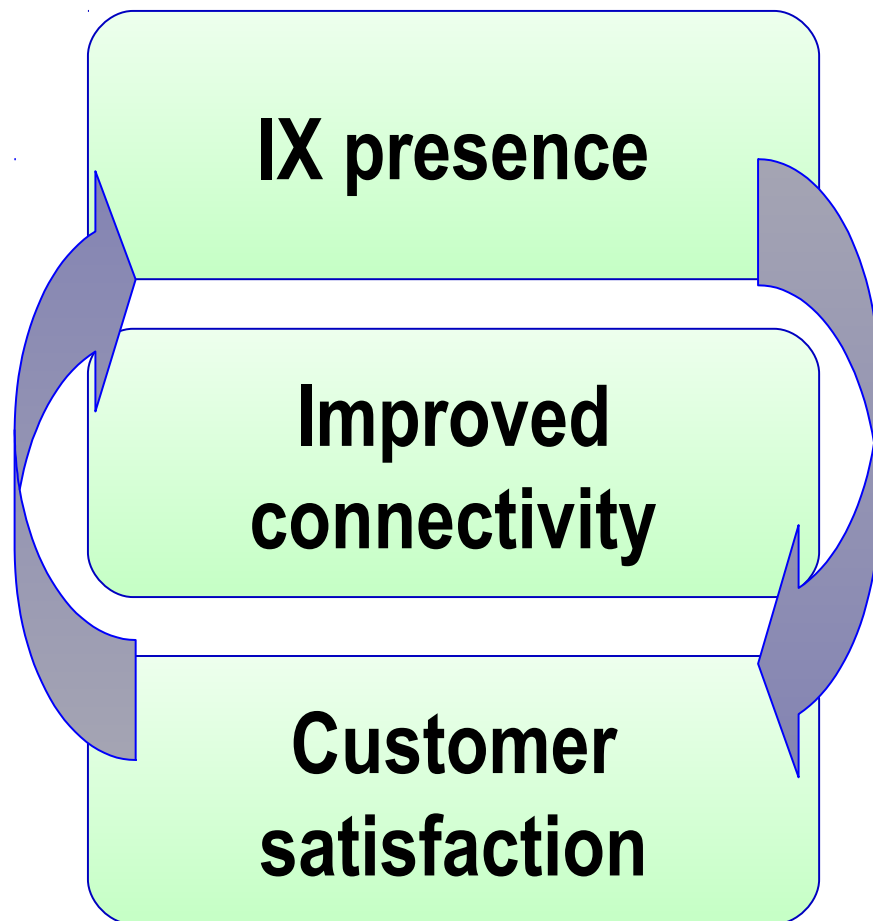 IX presence
Improved
connectivity
Customer
satisfaction